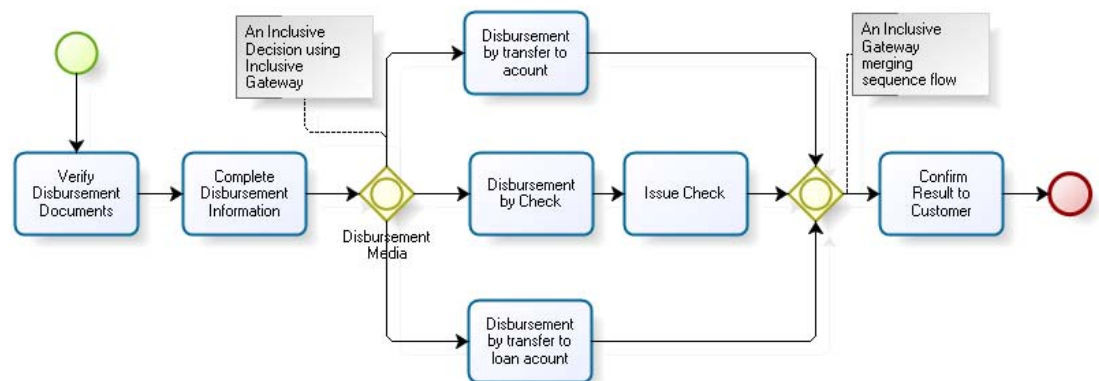 An Inclusive
Decision using
Inclusive
Gateway
Disbursement
by transfer to
acount
An Inclusive
Gateway
merging
sequence flow
Verify
Disbursement
Documents
Complete
Disbursement
Information
Disbursement
Media
Disbursement
by Check
Issue Check
Confirm
Result to
Customer
Disbursement
by transfer to
loan acount